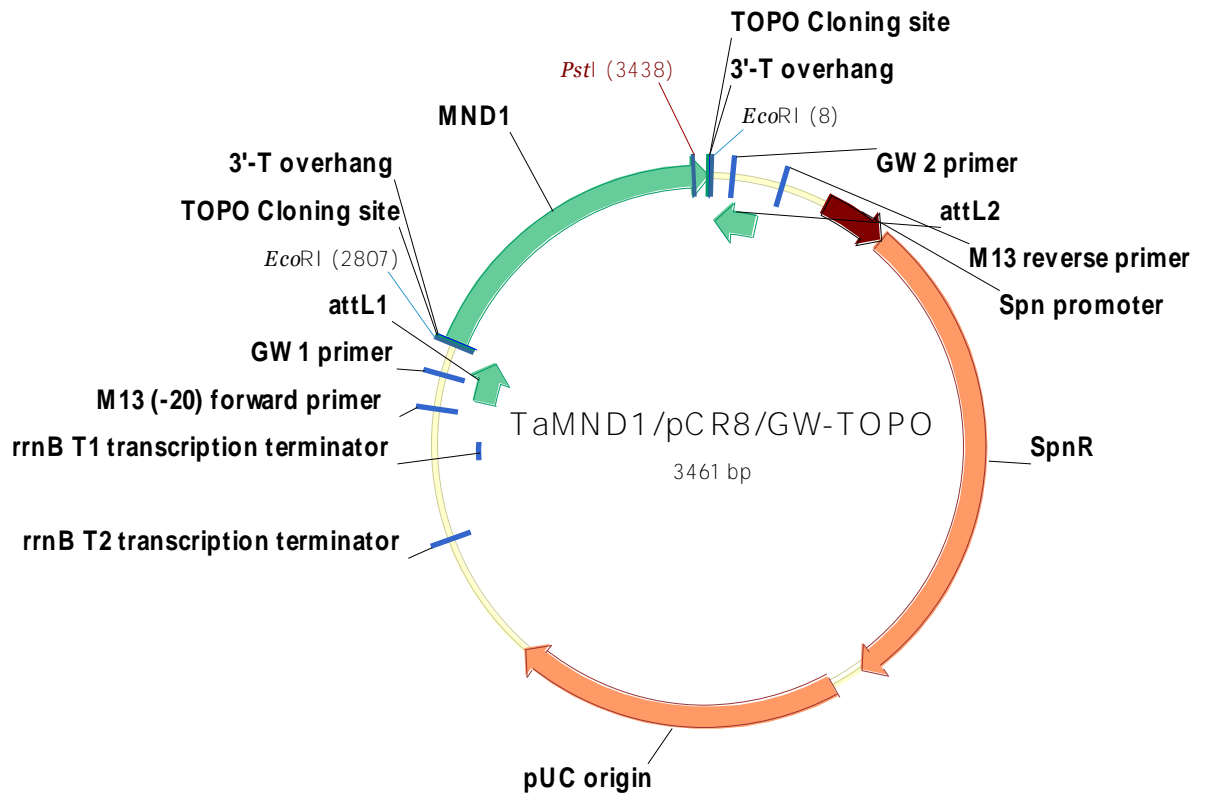 TOPO Cloning site
PstI (3438)
3'-T overhang
MND1
EcoRI (8)
3'-T overhang
GW 2 primer
TOPO Cloning site
attL2
EcoRI (2807)
M13 reverse primer
attL1
Spn promoter
GW 1 primer
M13 (-20) forward primer
TaMND1/pCR8/GW-TOPO
rrnB T1 transcription terminator
SpnR
3461 bp
rrnB T2 transcription terminator
pUC origin